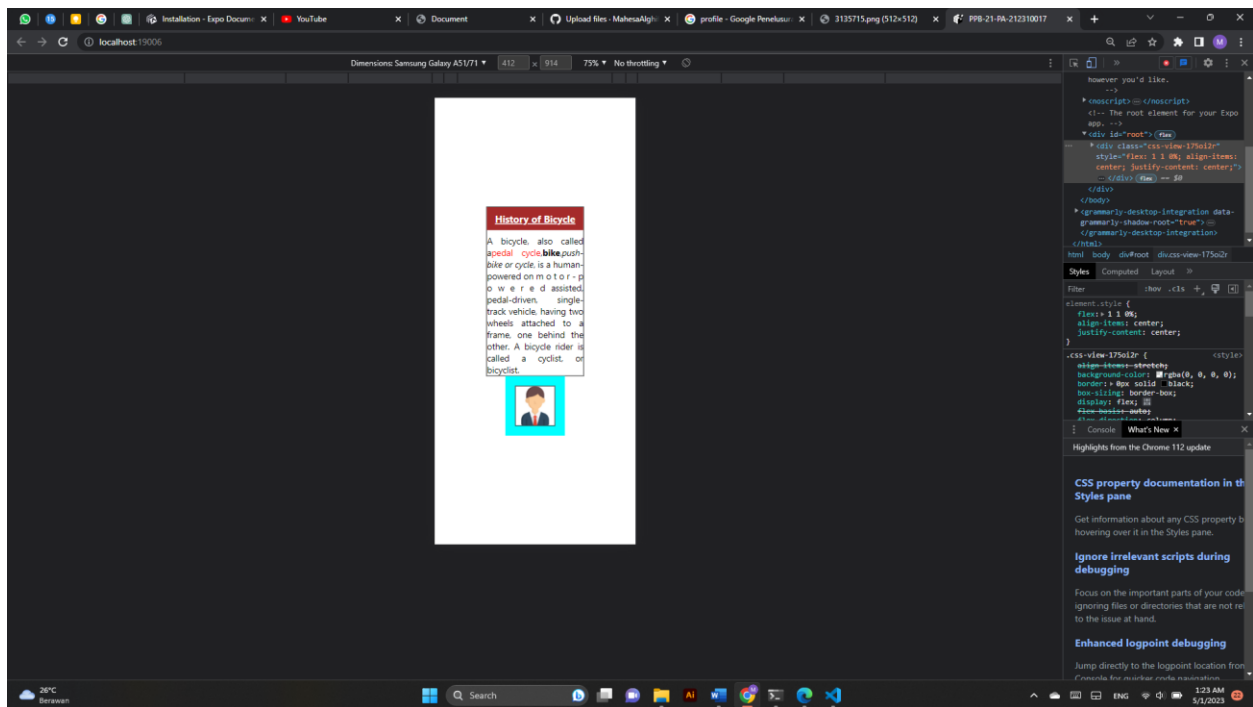 Installation - Expo Docume
YouTube
Document
Upload files · MahesaAlghi
profile - Google Penelusur
3135715.png (512×512)
PPB-21-PA-212310017
localhost:19006
Dimensions: Samsung Galaxy A51/71 412 × 914 75% No throttling
History of Bicycle
A bicycle, also called
apedal cycle,bike,push-
bike or cycle, is a human-
powered on m o t o r - p
o w e r e d assisted,
pedal-driven, single-
track vehicle, having two
wheels attached to a
frame, one behind the
other. A bicycle rider is
called a cyclist, or
bicyclist.
however you'd like.
-->
<noscript>…</noscript>
<!-- The root element for your Expo
app. -->
<div id="root"> flex
<div class="css-view-175oi2r"
style="flex: 1 1 0%; align-items:
center; justify-content: center;">
… </div> flex == $0
</div>
</body>
<grammarly-desktop-integration data-
grammarly-shadow-root="true">…
</grammarly-desktop-integration>
</html>
html body div#root div.css-view-175oi2r
Styles Computed Layout »
Filter :hov .cls +
element.style {
flex: 1 1 0%;
align-items: center;
justify-content: center;
}
.css-view-175oi2r { <style>
align-items: stretch;
background-color: rgba(0, 0, 0, 0);
border: 0px solid black;
box-sizing: border-box;
display: flex;
flex-basis: auto;
Console What's New ×
Highlights from the Chrome 112 update
CSS property documentation in th
Styles pane
Get information about any CSS property b
hovering over it in the Styles pane.
Ignore irrelevant scripts during
debugging
Focus on the important parts of your code
ignoring files or directories that are not re
to the issue at hand.
Enhanced logpoint debugging
Jump directly to the logpoint location from
26°C
Berawan
Search
ENG
1:23 AM
5/1/2023